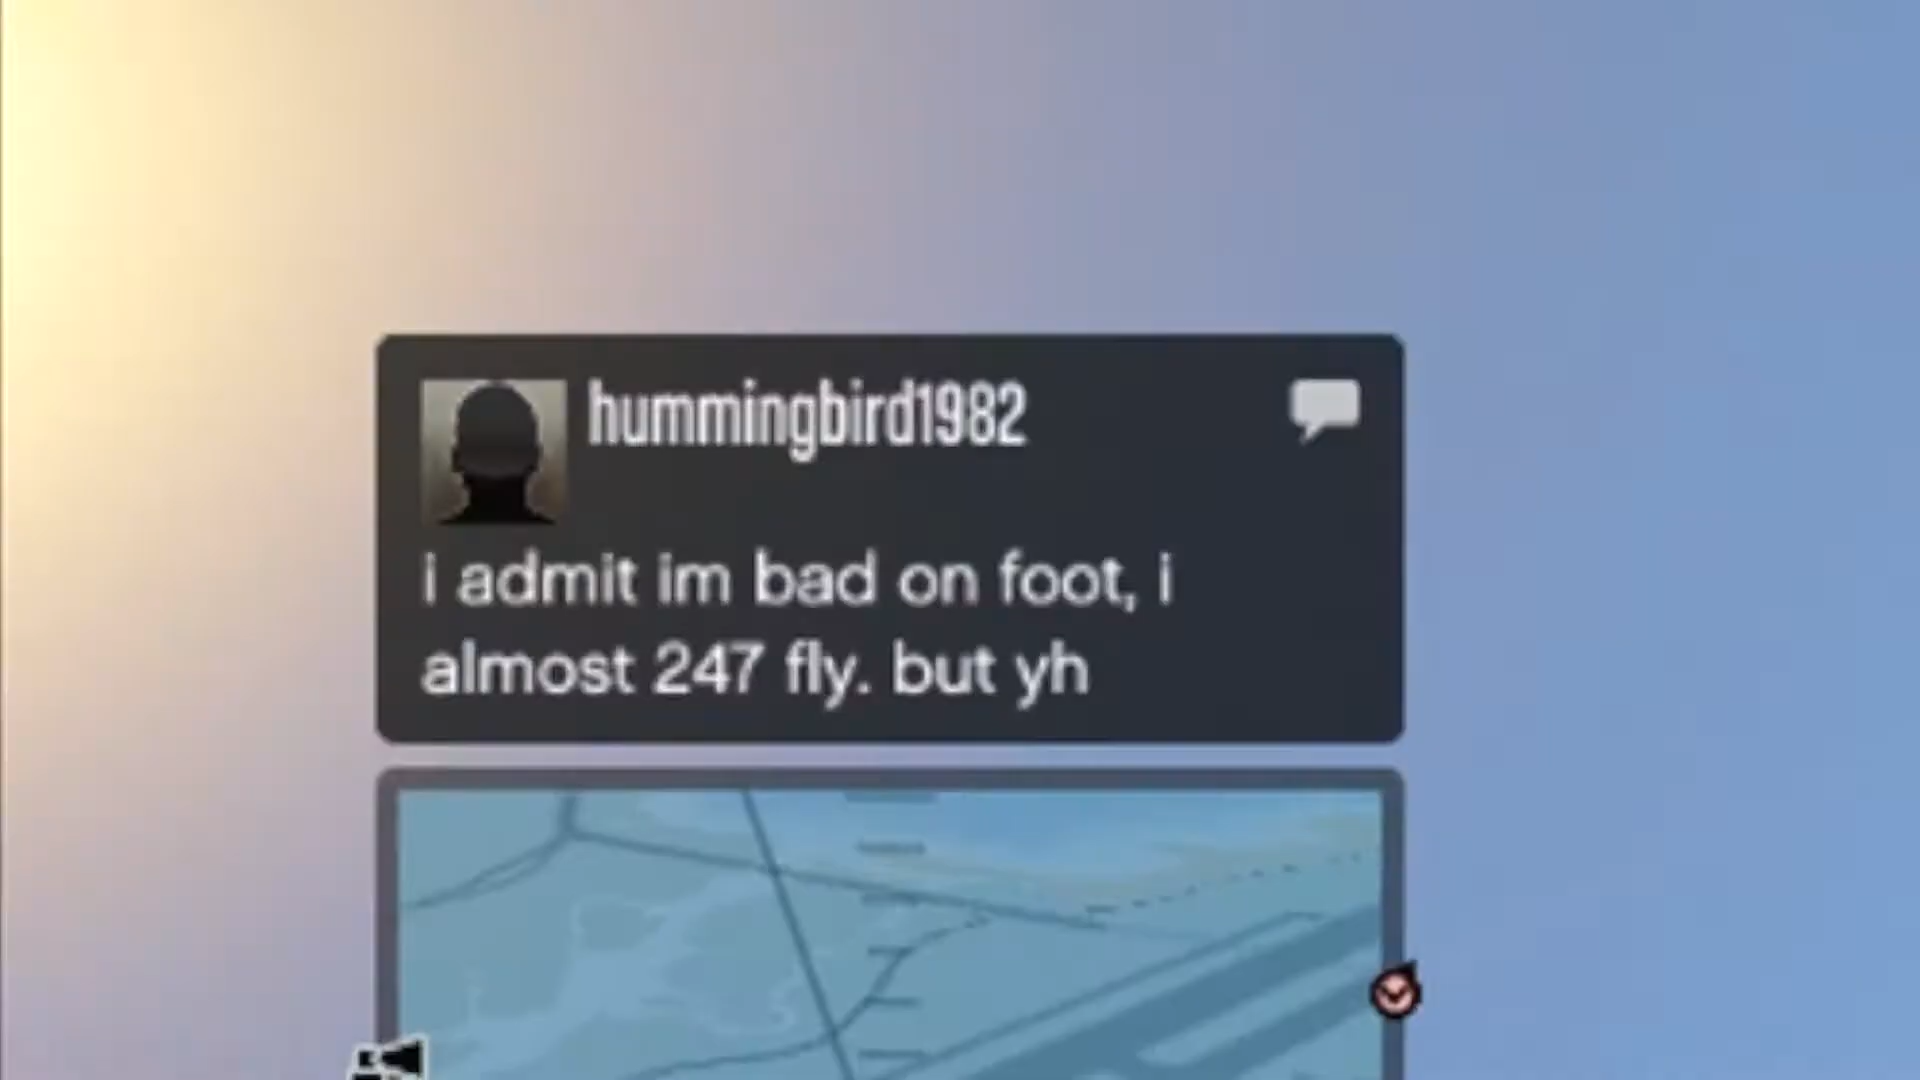 hummingbird1982
i admit im bad on foot, i
almost 247 fly. but yh